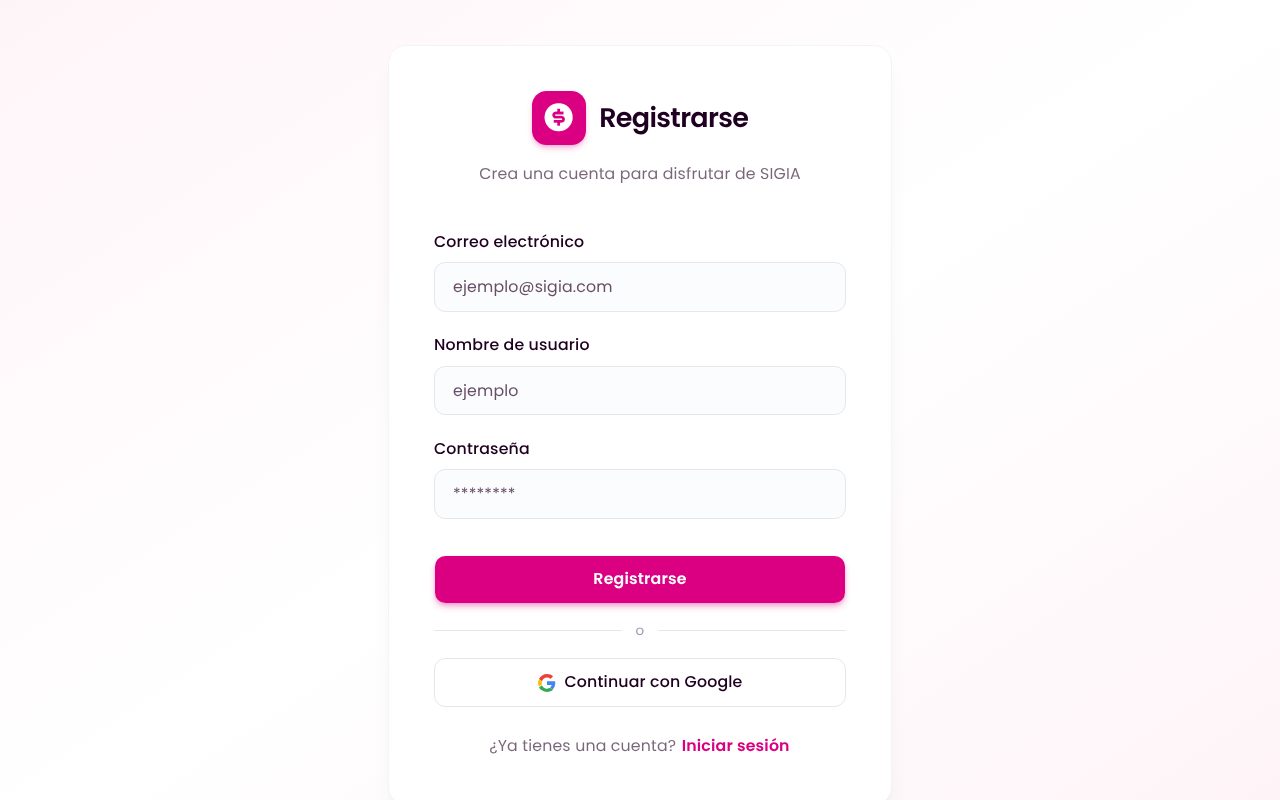 Registrarse
Crea una cuenta para disfrutar de SIGIA
Correo electrónico
ejemplo@sigia.com
Nombre de usuario
ejemplo
Contraseña
********
Registrarse
o
Continuar con Google
¿Ya tienes una cuenta? Iniciar sesión